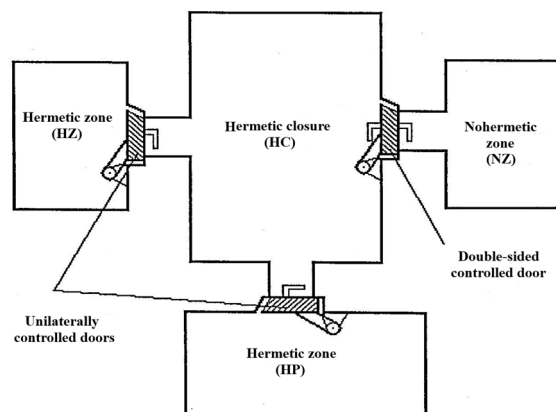 Hermetic zone
(HZ)
Hermetic closure
(HC)
Nohermetic
zone
(NZ)
Double-sided
controlled door
Unilaterally
controlled doors
Hermetic zone
(HP)